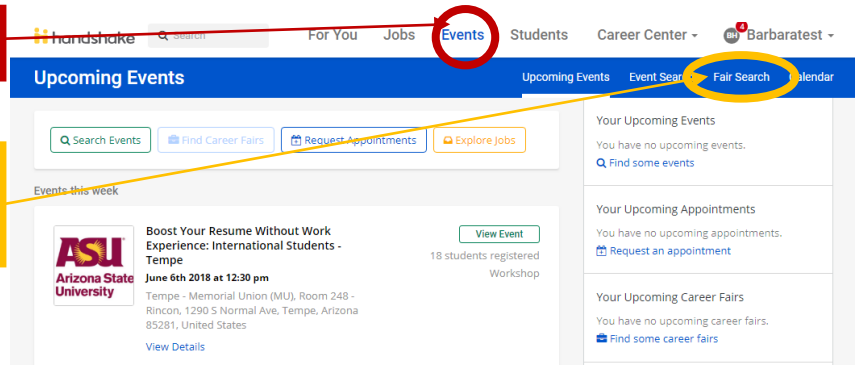 handshake Search For You Jobs Events Students Career Center BH 4 Barbaratest
Upcoming Events Upcoming Events Event Search Fair Search Calendar
Search Events Find Career Fairs Request Appointments Explore Jobs
Events this week
ASU
Arizona State
University
Boost Your Resume Without Work
Experience: International Students -
Tempe
June 6th 2018 at 12:30 pm
Tempe - Memorial Union (MU), Room 248 -
Rincon, 1290 S Normal Ave, Tempe, Arizona
85281, United States
View Details
View Event
18 students registered
Workshop
Your Upcoming Events
You have no upcoming events.
Find some events
Your Upcoming Appointments
You have no upcoming appointments.
Request an appointment
Your Upcoming Career Fairs
You have no upcoming career fairs.
Find some career fairs